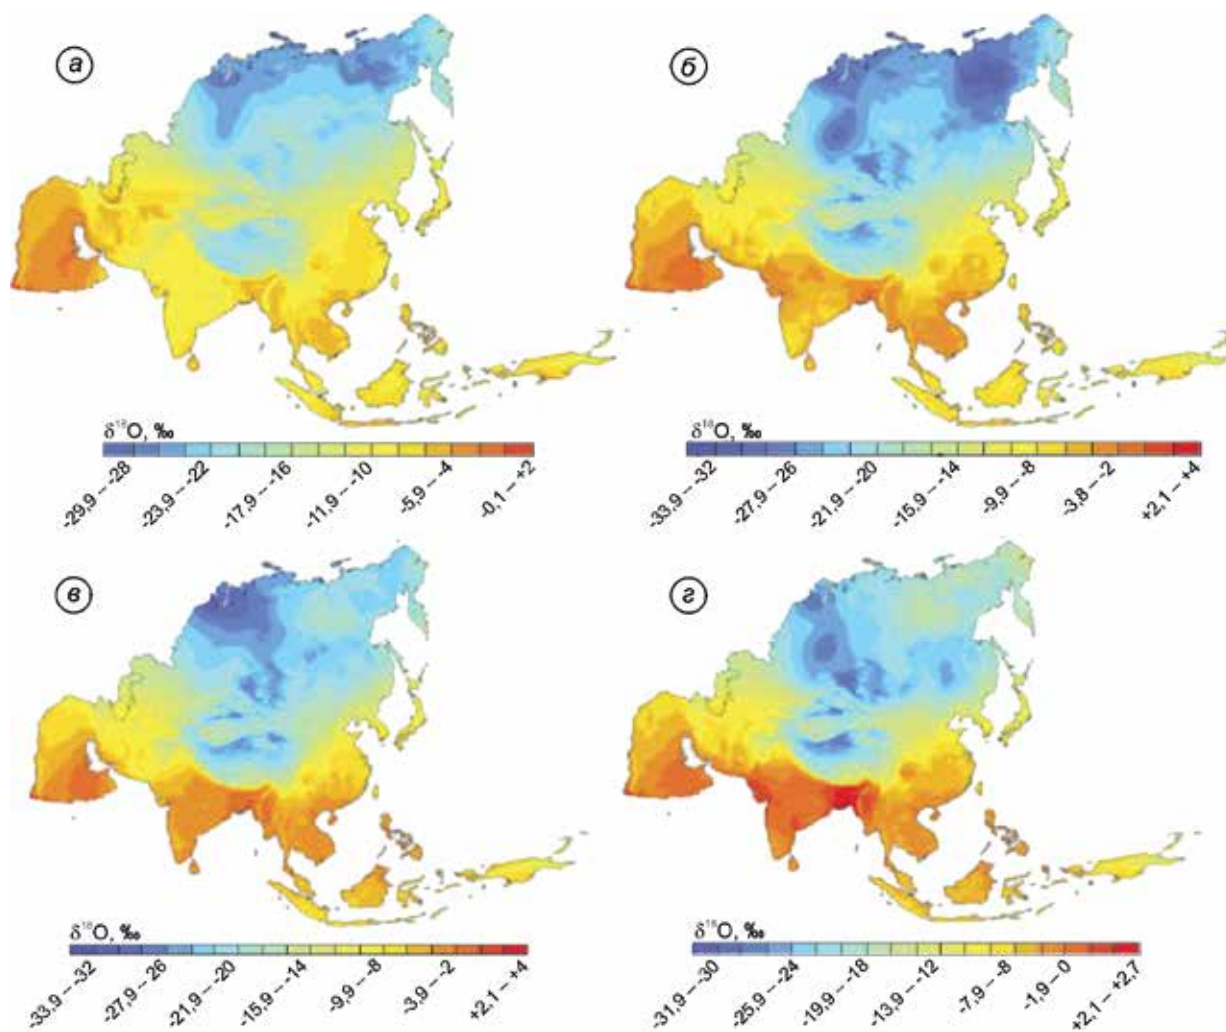 а
б
δ¹⁸O, ‰
-29,9 – -28
-23,9 – -22
-17,9 – -16
-11,9 – -10
-5,9 – -4
-0,1 – +2
δ¹⁸O, ‰
-33,9 – -32
-27,9 – 26
-21,9 – -20
-15,9 – -14
-9,9 – -8
-3,8 – -2
+2,1 – +4
в
г
δ¹⁸O, ‰
-33,9 – -32
-27,9 – 26
-21,9 – -20
-15,9 – -14
-9,9 – -8
-3,9 – -2
+2,1 – +4
δ¹⁸O, ‰
-31,9 – -30
-25,9 – -24
-19,9 – -18
-13,9 – -12
-7,9 – -8
-1,9 – 0
+2,1 – +2,7